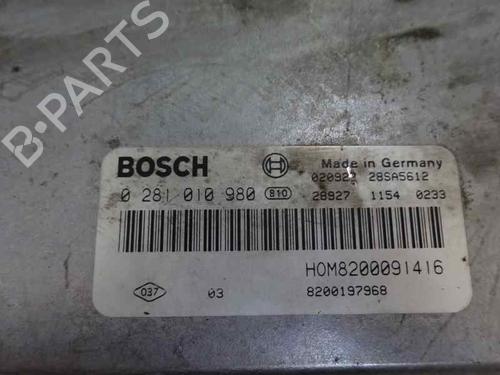 B-PARTS
BOSCH
Made in Germany
0 281 010 980 810
020922 28SA5612
28927 1154 0233
HOM8200091416
037 03 8200197968